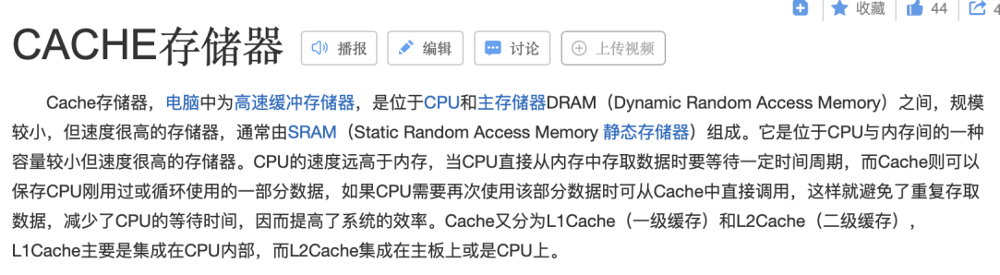 收藏 44 4
CACHE存储器 播报 编辑 讨论 上传视频
Cache存储器，电脑中为高速缓冲存储器，是位于CPU和主存储器DRAM（Dynamic Random Access Memory）之间，规模
较小，但速度很高的存储器，通常由SRAM（Static Random Access Memory 静态存储器）组成。它是位于CPU与内存间的一种
容量较小但速度很高的存储器。CPU的速度远高于内存，当CPU直接从内存中存取数据时要等待一定时间周期，而Cache则可以
保存CPU刚用过或循环使用的一部分数据，如果CPU需要再次使用该部分数据时可从Cache中直接调用，这样就避免了重复存取
数据，减少了CPU的等待时间，因而提高了系统的效率。Cache又分为L1Cache（一级缓存）和L2Cache（二级缓存），
L1Cache主要是集成在CPU内部，而L2Cache集成在主板上或是CPU上。